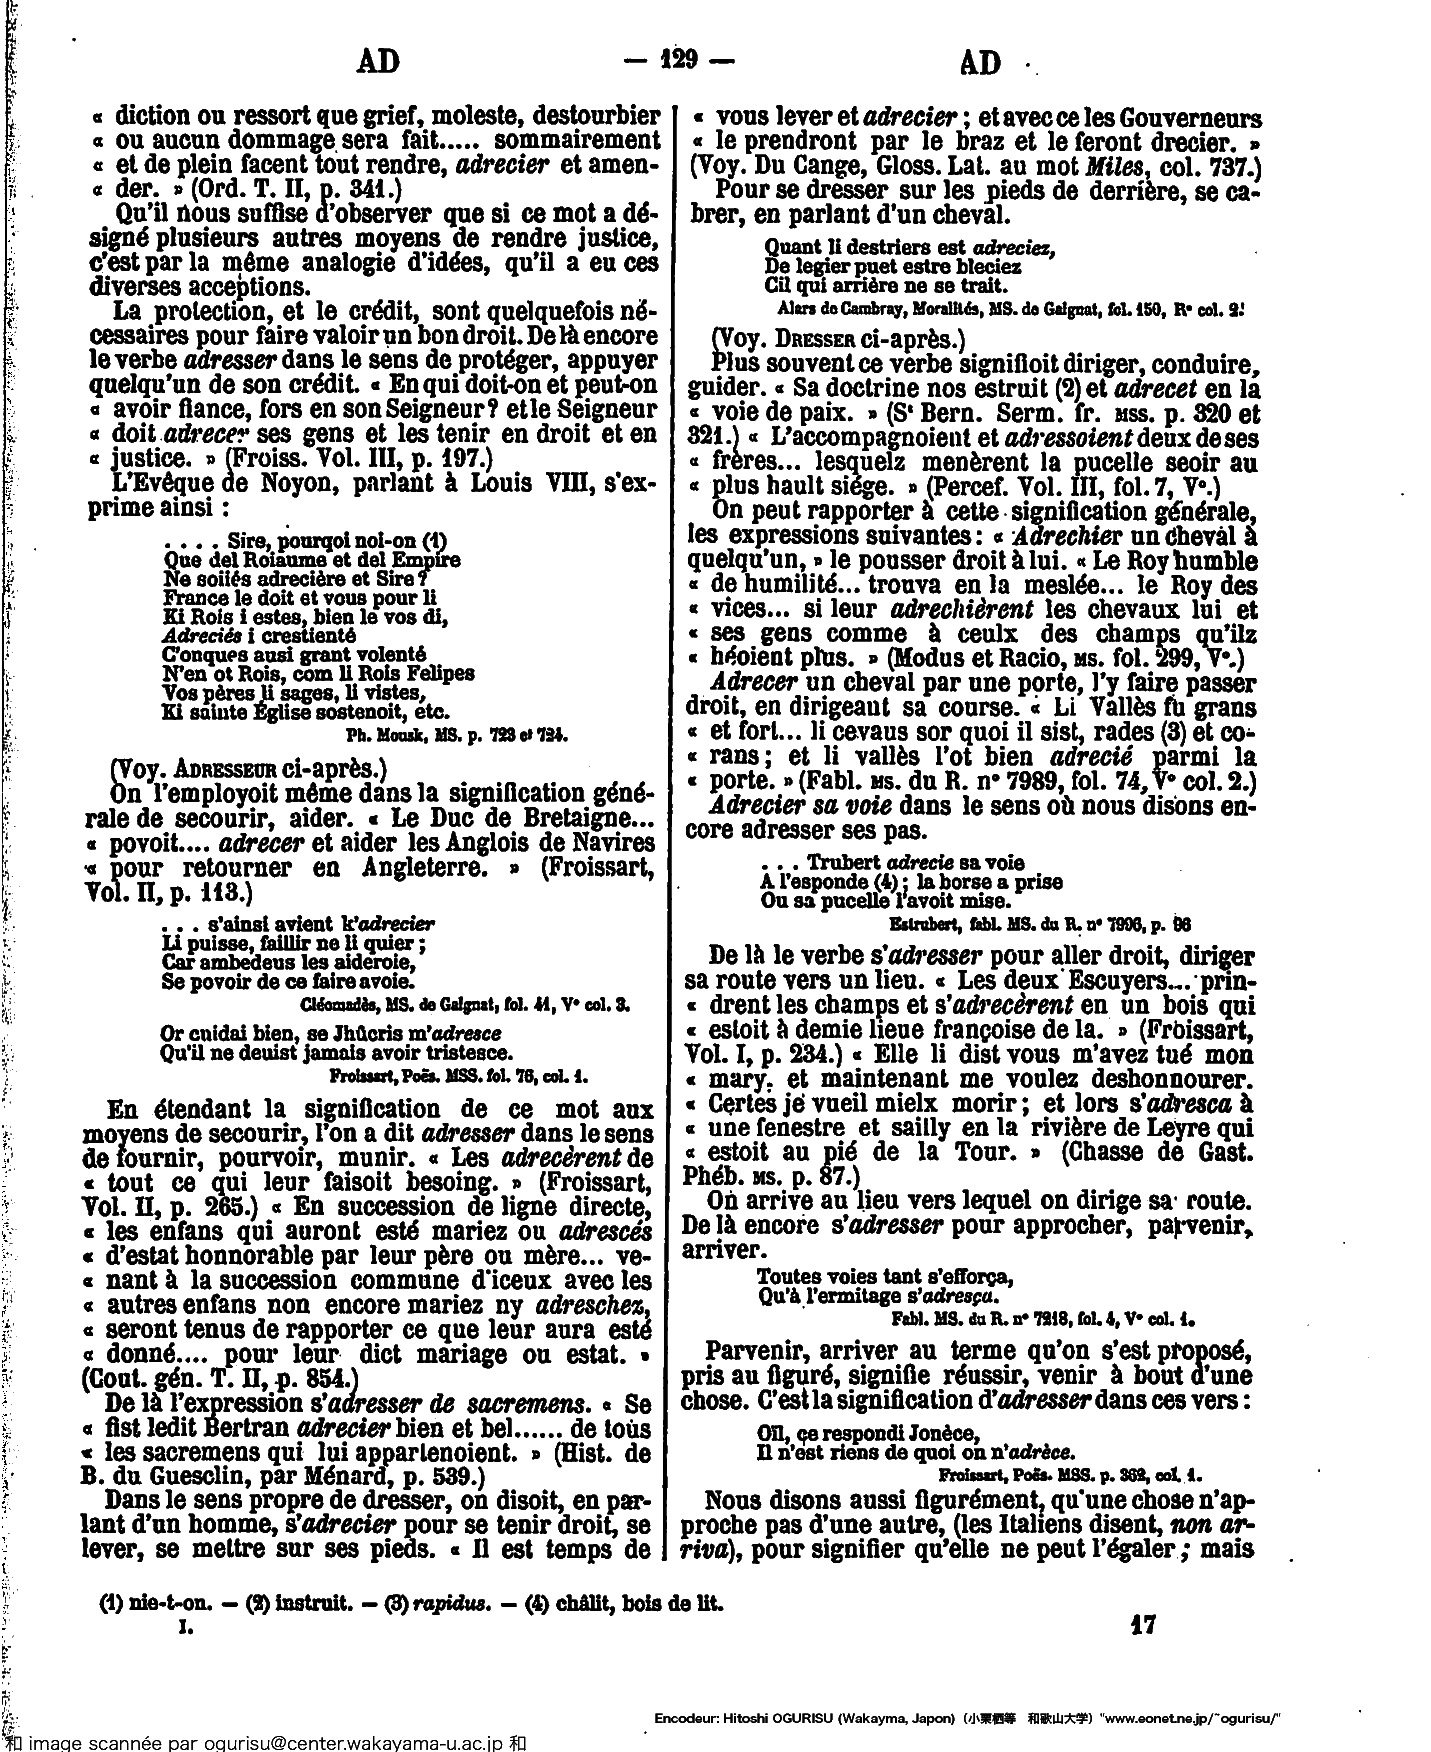 AD — 129 — AD
« diction ou ressort que grief, moleste, destourbier
« ou aucun dommage sera fait..... sommairement
« et de plein facent tout rendre, adrecier et amen-
« der. » (Ord. T. II, p. 341.)
Qu'il nous suffise d'observer que si ce mot a dé-
signé plusieurs autres moyens de rendre justice,
c'est par la même analogie d'idées, qu'il a eu ces
diverses acceptions.
La protection, et le crédit, sont quelquefois né-
cessaires pour faire valoir un bon droit. De là encore
le verbe adresser dans le sens de protéger, appuyer
quelqu'un de son crédit. « En qui doit-on et peut-on
« avoir fiance, fors en son Seigneur? et le Seigneur
« doit adrecer ses gens et les tenir en droit et en
« justice. » (Froiss. Vol. III, p. 197.)
L'Evêque de Noyon, parlant à Louis VIII, s'ex-
prime ainsi :
. . . . Sire, pourqoi noi-on (1)
Que del Roiaume et del Empire
Ne soiiés adrecière et Sire ?
France le doit et vous pour li
Ki Rois i estes, bien le vos di,
Adreciés i crestienté
C'onques ausi grant volenté
N'en ot Rois, com li Rois Felipes
Vos pères li sages, li vistes,
Ki sainte Église sostenoit, etc.
Ph. Mousk, MS. p. 723 et 724.
(Voy. ADRESSEUR ci-après.)
On l'employoit même dans la signification géné-
rale de secourir, aider. « Le Duc de Bretaigne...
« povoit.... adrecer et aider les Anglois de Navires
« pour retourner en Angleterre. » (Froissart,
Vol. II, p. 113.)
. . . s'ainsi avient k'adrecier
Li puisse, faillir ne li quier ;
Car ambedeus les aideroie,
Se povoir de ce faire avoie.
Cléomadès, MS. de Gaignat, fol. 41, V° col. 3.
Or cuidai bien, se Jhûcris m'adresce
Qu'il ne deuist jamais avoir tristesce.
Froissart, Poës. MSS. fol. 76, col. 1.
En étendant la signification de ce mot aux
moyens de secourir, l'on a dit adresser dans le sens
de fournir, pourvoir, munir. « Les adrecèrent de
« tout ce qui leur faisoit besoing. » (Froissart,
Vol. II, p. 265.) « En succession de ligne directe,
« les enfans qui auront esté mariez ou adrescés
« d'estat honnorable par leur père ou mère... ve-
« nant à la succession commune d'iceux avec les
« autres enfans non encore mariez ny adreschez,
« seront tenus de rapporter ce que leur aura esté
« donné.... pour leur dict mariage ou estat. »
(Cout. gén. T. II, p. 854.)
De là l'expression s'adresser de sacremens. « Se
« fist ledit Bertran adrecier bien et bel...... de tous
« les sacremens qui lui appartenoient. » (Hist. de
B. du Guesclin, par Ménard, p. 539.)
Dans le sens propre de dresser, on disoit, en par-
lant d'un homme, s'adrecier pour se tenir droit, se
lever, se mettre sur ses pieds. « Il est temps de
« vous lever et adrecier ; et avec ce les Gouverneurs
« le prendront par le braz et le feront drecier. »
(Voy. Du Cange, Gloss. Lat. au mot Miles, col. 737.)
Pour se dresser sur les pieds de derrière, se ca-
brer, en parlant d'un cheval.
Quant li destriers est adreciez,
De legier puet estre bleciez
Cil qui arrière ne se trait.
Alars de Cambray, Moralités, MS. de Gaignat, fol. 150, R° col. 2.
(Voy. DRESSER ci-après.)
Plus souvent ce verbe signifioit diriger, conduire,
guider. « Sa doctrine nos estruit (2) et adrecet en la
« voie de paix. » (St Bern. Serm. fr. MSS. p. 320 et
321.) « L'accompagnoient et adressoient deux de ses
« frères... lesquelz menèrent la pucelle seoir au
« plus hault siége. » (Percef. Vol. III, fol. 7, V°.)
On peut rapporter à cette signification générale,
les expressions suivantes : « Adrechier un cheval à
quelqu'un, » le pousser droit à lui. « Le Roy humble
« de humilité... trouva en la meslée... le Roy des
« vices... si leur adrechièrent les chevaux lui et
« ses gens comme à ceulx des champs qu'ilz
« héoient plus. » (Modus et Racio, MS. fol. 299, V°.)
Adrecer un cheval par une porte, l'y faire passer
droit, en dirigeant sa course. « Li Vallès fu grans
« et fort... li cevaus sor quoi il sist, rades (3) et co-
« rans ; et li vallès l'ot bien adrecié parmi la
« porte. » (Fabl. MS. du R. n° 7989, fol. 74, V° col. 2.)
Adrecier sa voie dans le sens où nous disons en-
core adresser ses pas.
. . . Trubert adrecie sa voie
A l'esponde (4) ; la borse a prise
Ou sa pucelle l'avoit mise.
Estrubert, fabl. MS. du R. n° 7996, p. 96
De là le verbe s'adresser pour aller droit, diriger
sa route vers un lieu. « Les deux Escuyers... prin-
« drent les champs et s'adrecèrent en un bois qui
« estoit à demie lieue françoise de la. » (Froissart,
Vol. I, p. 234.) « Elle li dist vous m'avez tué mon
« mary, et maintenant me voulez deshonnourer.
« Certes je vueil mielx morir ; et lors s'adresca à
« une fenestre et sailly en la rivière de Leyre qui
« estoit au pié de la Tour. » (Chasse de Gast.
Phéb. MS. p. 87.)
On arrive au lieu vers lequel on dirige sa route.
De là encore s'adresser pour approcher, parvenir,
arriver.
Toutes voies tant s'efforça,
Qu'à l'ermitage s'adresça.
Fabl. MS. du R. n° 7218, fol. 4, V° col. 1.
Parvenir, arriver au terme qu'on s'est proposé,
pris au figuré, signifie réussir, venir à bout d'une
chose. C'est la signification d'adresser dans ces vers :
Oïl, ce respondi Jonèce,
Il n'est riens de quoi on n'adrèce.
Froissart, Poës. MSS. p. 362, col. 1.
Nous disons aussi figurément, qu'une chose n'ap-
proche pas d'une autre, (les Italiens disent, non ar-
riva), pour signifier qu'elle ne peut l'égaler ; mais
(1) nie-t-on. — (2) instruit. — (3) rapidus. — (4) châlit, bois de lit.
I. 17
Encodeur: Hitoshi OGURISU (Wakayma, Japon) (小栗栖等 和歌山大学) "www.eonet.ne.jp/~ogurisu/"
和 image scannée par ogurisu@center.wakayama-u.ac.jp 和